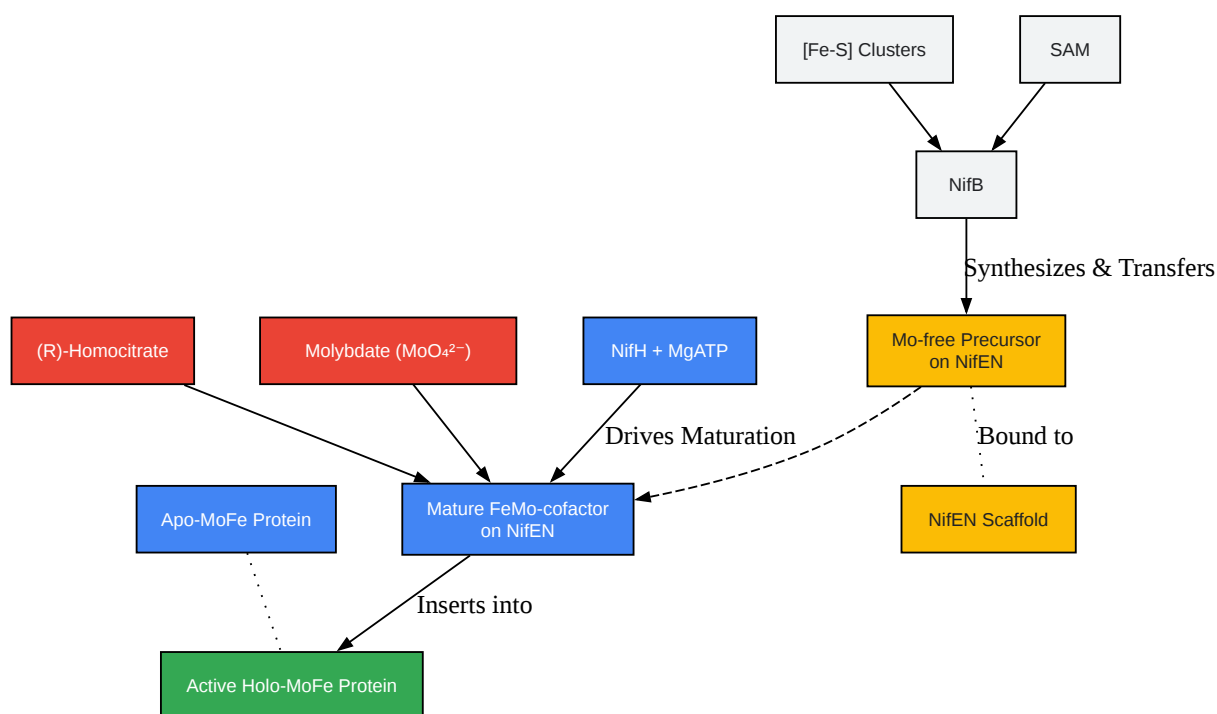 [Fe-S] Clusters
SAM
NifB
Synthesizes & Transfers
(R)-Homocitrate
Molybdate (MoO₄²⁻)
NifH + MgATP
Mo-free Precursor
on NifEN
Drives Maturation
Bound to
Apo-MoFe Protein
Mature FeMo-cofactor
on NifEN
NifEN Scaffold
Inserts into
Active Holo-MoFe Protein